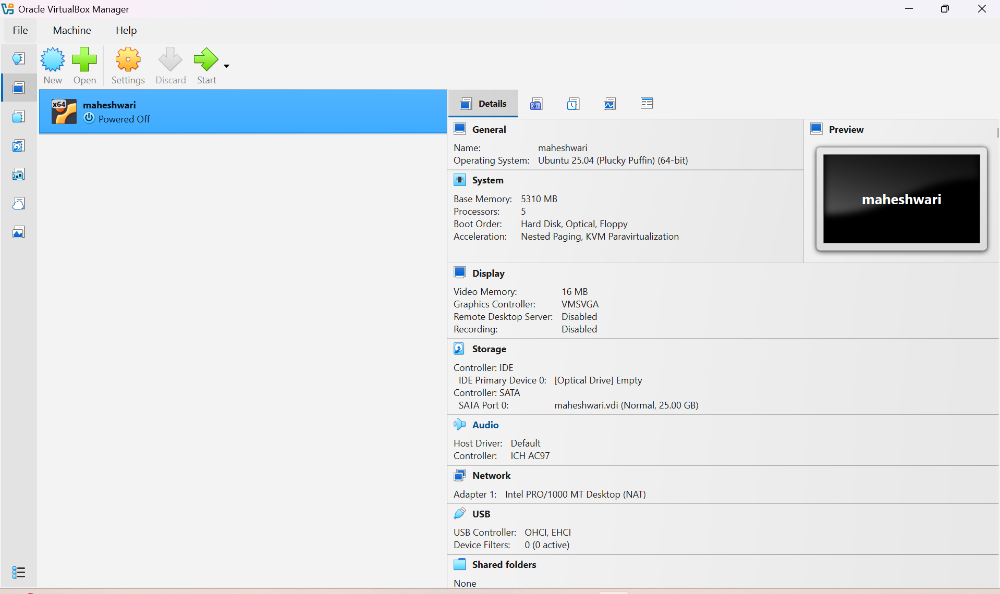 Oracle VirtualBox Manager
File Machine Help
New Open Settings Discard Start
x64 maheshwari
Powered Off
Details
General
Name: maheshwari
Operating System: Ubuntu 25.04 (Plucky Puffin) (64-bit)
Preview
maheshwari
System
Base Memory: 5310 MB
Processors: 5
Boot Order: Hard Disk, Optical, Floppy
Acceleration: Nested Paging, KVM Paravirtualization
Display
Video Memory: 16 MB
Graphics Controller: VMSVGA
Remote Desktop Server: Disabled
Recording: Disabled
Storage
Controller: IDE
IDE Primary Device 0: [Optical Drive] Empty
Controller: SATA
SATA Port 0: maheshwari.vdi (Normal, 25.00 GB)
Audio
Host Driver: Default
Controller: ICH AC97
Network
Adapter 1: Intel PRO/1000 MT Desktop (NAT)
USB
USB Controller: OHCI, EHCI
Device Filters: 0 (0 active)
Shared folders
None